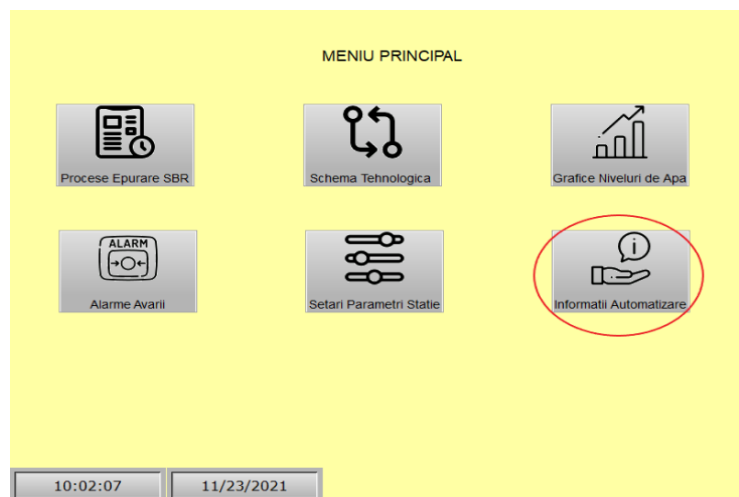 MENIU PRINCIPAL
Procese Epurare SBR
Schema Tehnologica
Grafice Niveluri de Apa
ALARM
i
Alarme Avarii
Setari Parametri Statie
Informatii Automatizare
10:02:07
11/23/2021